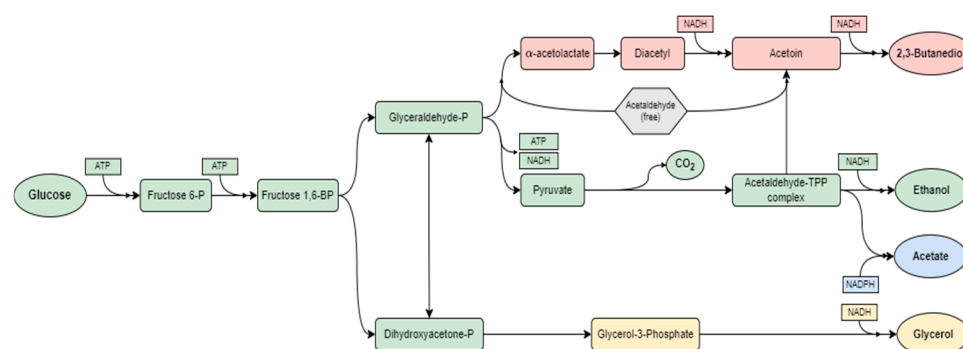 NADH
NADH
α-acetolactate
Diacetyl
Acetoin
2,3-Butanediol
Acetaldehyde
(free)
Glyceraldehyde-P
ATP
NADH
ATP
ATP
CO2
NADH
Glucose
Fructose 6-P
Fructose 1,6-BP
Pyruvate
Acetaldehyde-TPP
complex
Ethanol
Acetate
NADPH
NADH
Dihydroxyacetone-P
Glycerol-3-Phosphate
Glycerol